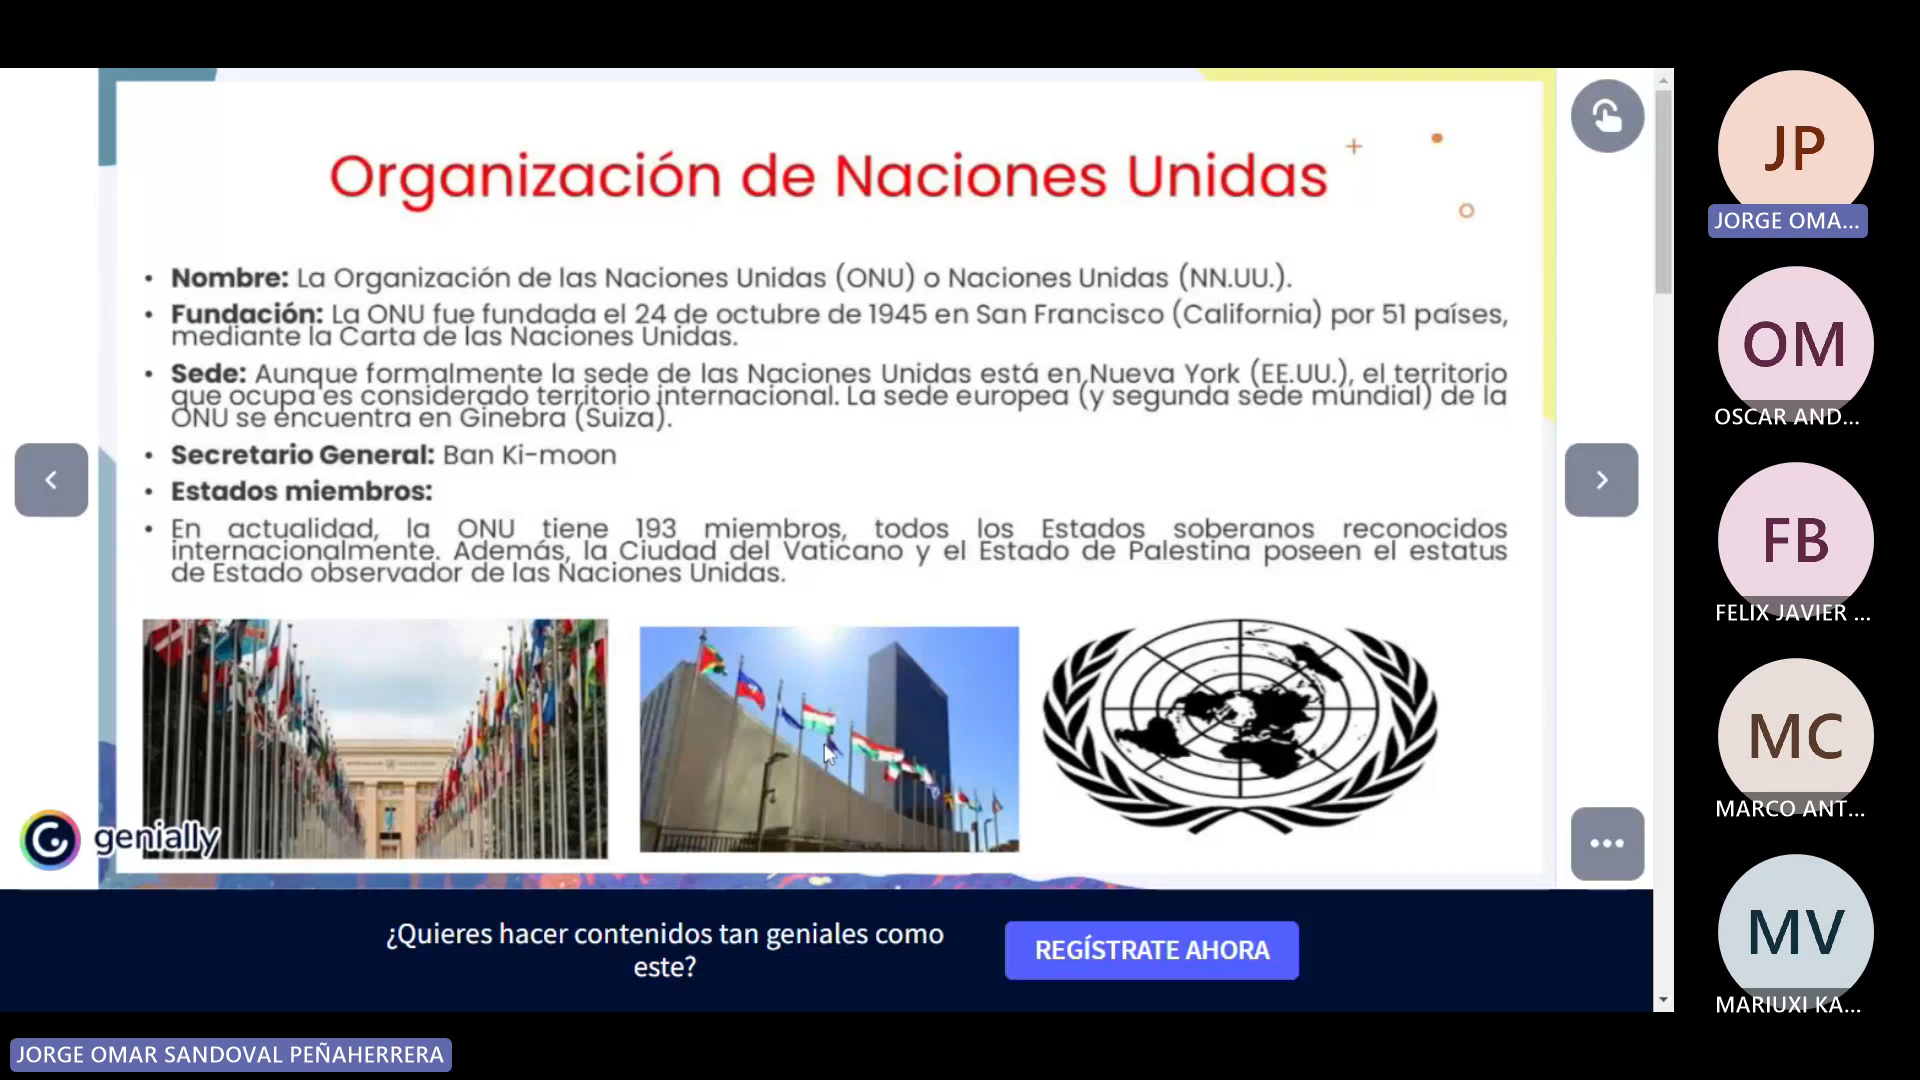 Organización de Naciones Unidas
• Nombre: La Organización de las Naciones Unidas (ONU) o Naciones Unidas (NN.UU.).
• Fundación: La ONU fue fundada el 24 de octubre de 1945 en San Francisco (California) por 51 países,
mediante la Carta de las Naciones Unidas.
• Sede: Aunque formalmente la sede de las Naciones Unidas está en Nueva York (EE.UU.), el territorio
que ocupa es considerado territorio internacional. La sede europea (y segunda sede mundial) de la
ONU se encuentra en Ginebra (Suiza).
• Secretario General: Ban Ki-moon
• Estados miembros:
• En actualidad, la ONU tiene 193 miembros, todos los Estados soberanos reconocidos
internacionalmente. Además, la Ciudad del Vaticano y el Estado de Palestina poseen el estatus
de Estado observador de las Naciones Unidas.
genially
¿Quieres hacer contenidos tan geniales como
este?
REGÍSTRATE AHORA
JORGE OMAR SANDOVAL PEÑAHERRERA
JP
JORGE OMA...
OM
OSCAR AND...
FB
FELIX JAVIER ...
MC
MARCO ANT...
MV
MARIUXI KA...